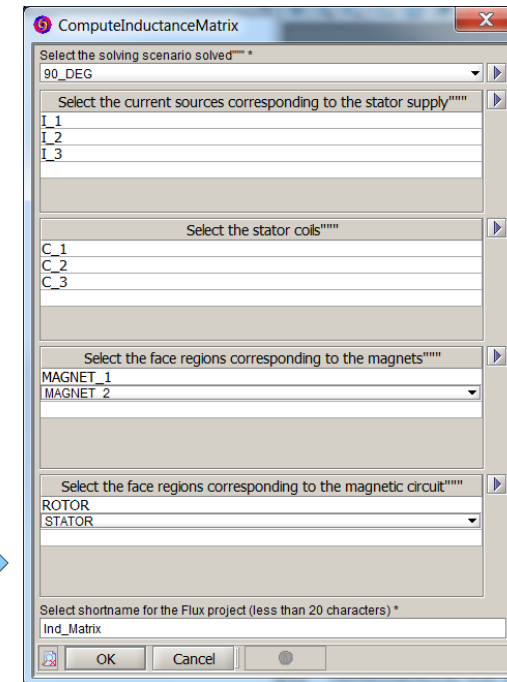 ComputeInductanceMatrix
Select the solving scenario solved""" *
90_DEG
Select the current sources corresponding to the stator supply"""
I_1
I_2
I_3
Select the stator coils"""
C_1
C_2
C_3
Select the face regions corresponding to the magnets"""
MAGNET_1
MAGNET_2
Select the face regions corresponding to the magnetic circuit"""
ROTOR
STATOR
Select shortname for the Flux project (less than 20 characters) *
Ind_Matrix
OK Cancel